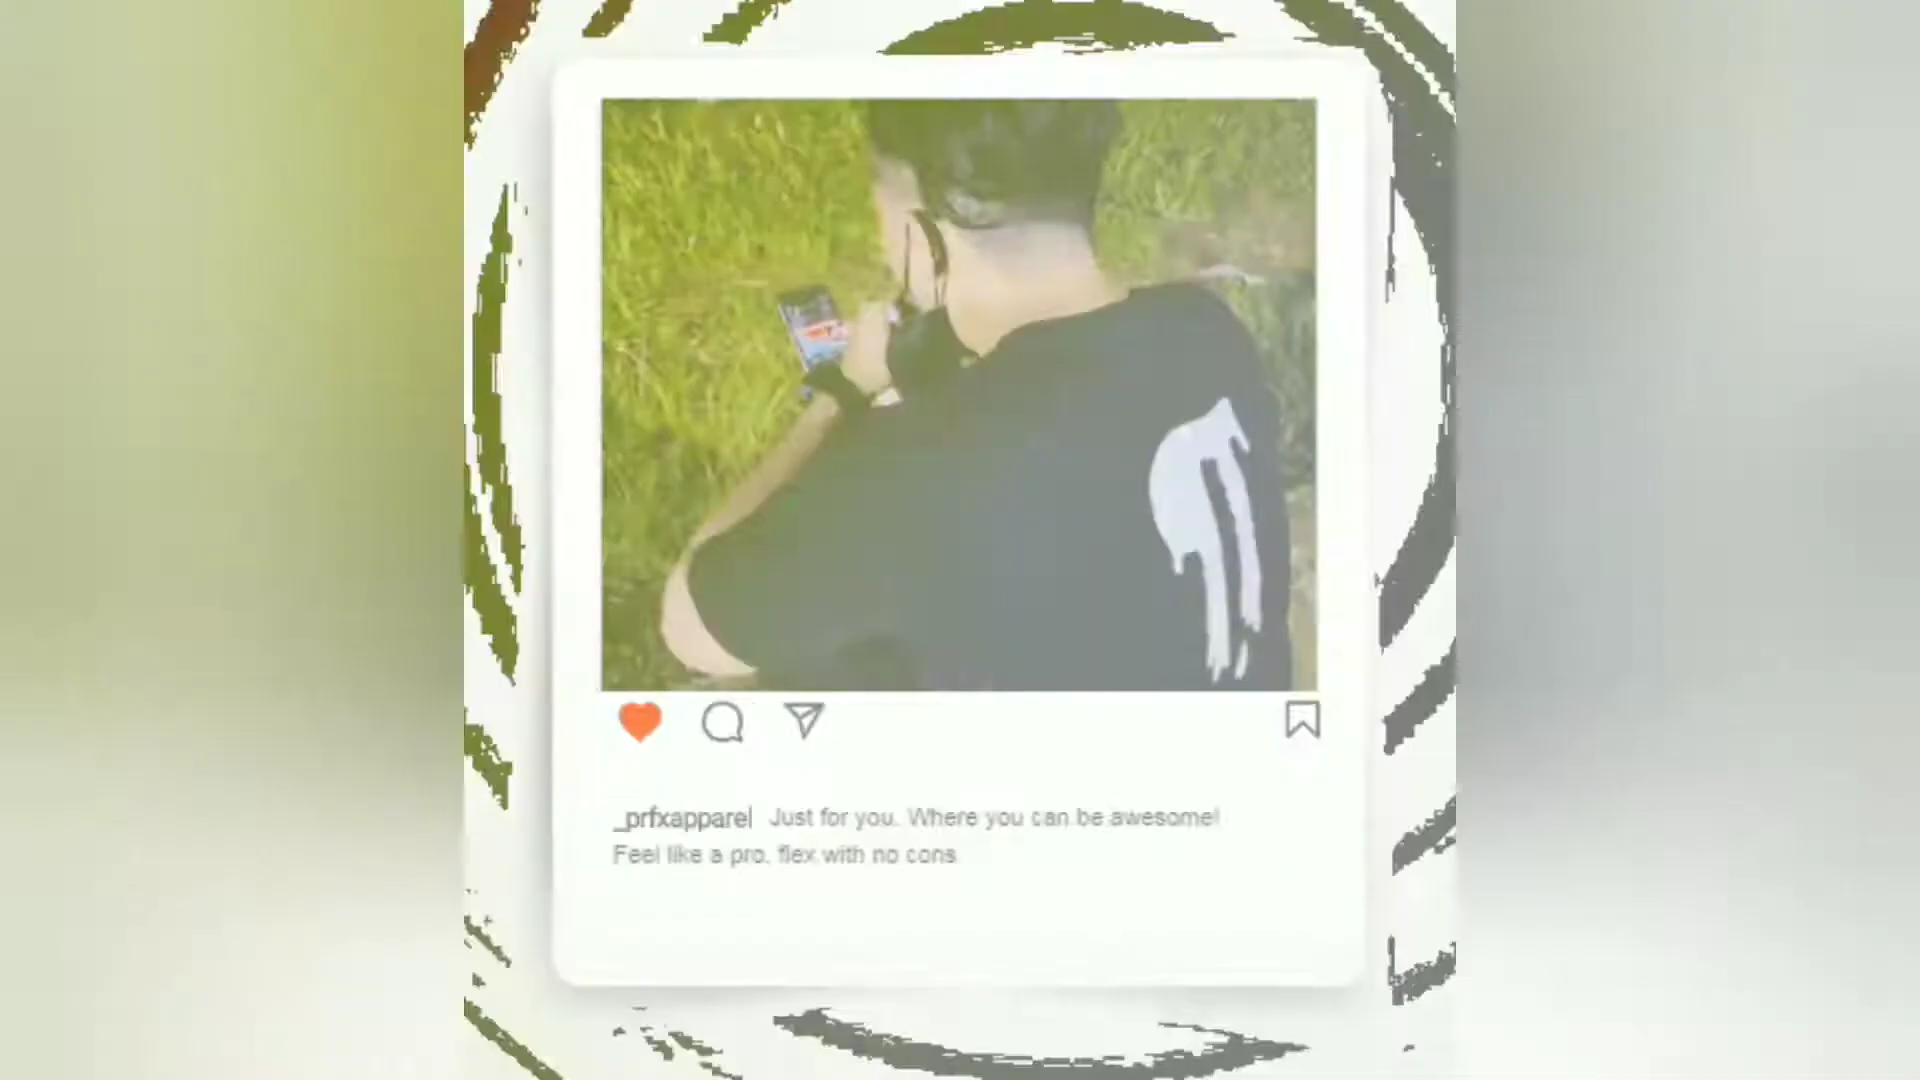 _prfxapparel Just for you. Where you can be awesome!
Feel like a pro, flex with no cons